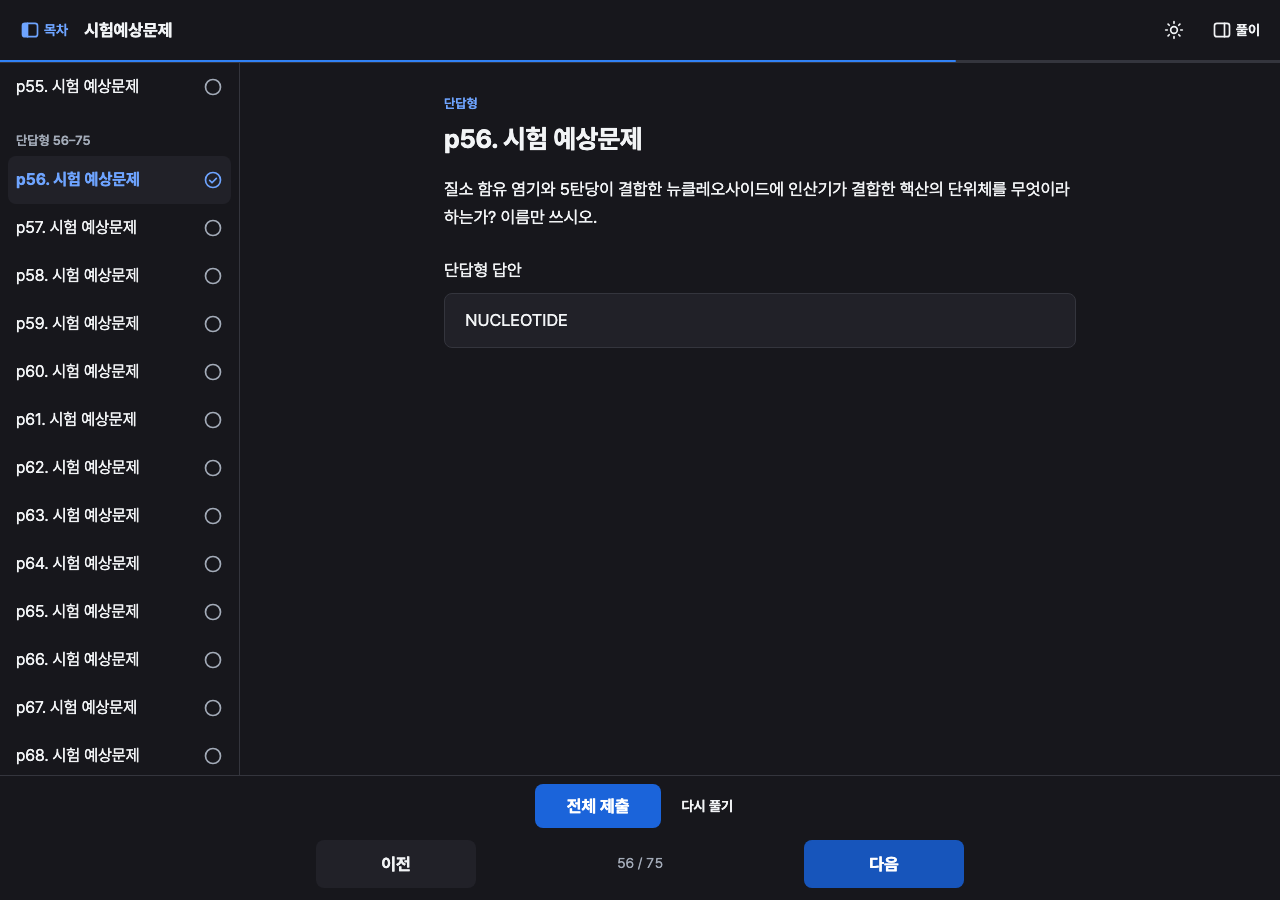 목차
시험예상문제
풀이
p55. 시험 예상문제
단답형 56–75
p56. 시험 예상문제
p57. 시험 예상문제
p58. 시험 예상문제
p59. 시험 예상문제
p60. 시험 예상문제
p61. 시험 예상문제
p62. 시험 예상문제
p63. 시험 예상문제
p64. 시험 예상문제
p65. 시험 예상문제
p66. 시험 예상문제
p67. 시험 예상문제
p68. 시험 예상문제
단답형
p56. 시험 예상문제
질소 함유 염기와 5탄당이 결합한 뉴클레오사이드에 인산기가 결합한 핵산의 단위체를 무엇이라
하는가? 이름만 쓰시오.
단답형 답안
NUCLEOTIDE
전체 제출
다시 풀기
이전
56 / 75
다음